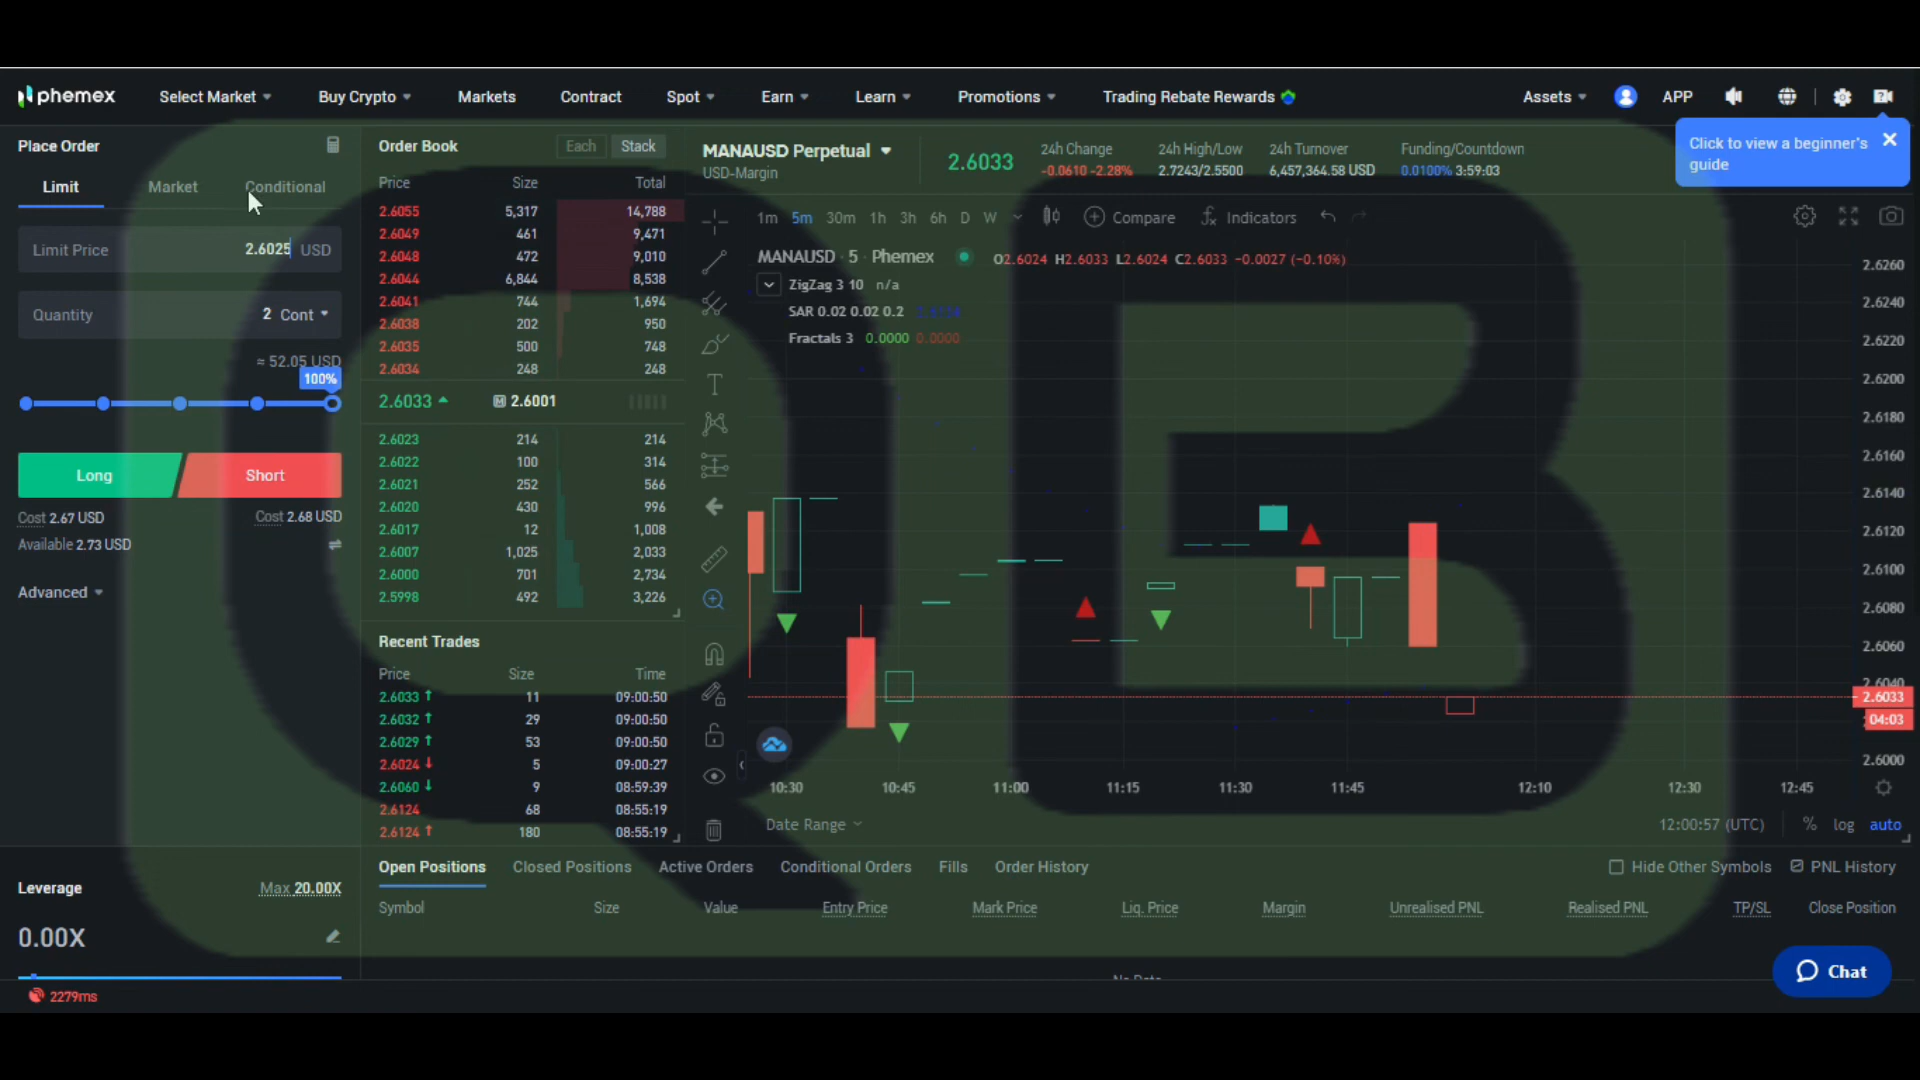 phemex Select Market Buy Crypto Markets Contract Spot Earn Learn Promotions Trading Rebate Rewards Assets APP
Click to view a beginner's
guide
Place Order
Limit Market Conditional
Limit Price 2.6025 USD
Quantity 2 Cont
≈ 52.05 USD
100%
Long Short
Cost 2.67 USD Cost 2.68 USD
Available 2.73 USD
Advanced
Leverage Max 20.00X
0.00X
2279ms
Order Book Each Stack
Price Size Total
2.6055 5,317 14,788
2.6049 461 9,471
2.6048 472 9,010
2.6044 6,844 8,538
2.6041 744 1,694
2.6038 202 950
2.6035 500 748
2.6034 248 248
2.6033 M 2.6001
2.6023 214 214
2.6022 100 314
2.6021 252 566
2.6020 430 996
2.6017 12 1,008
2.6007 1,025 2,033
2.6000 701 2,734
2.5998 492 3,226
Recent Trades
Price Size Time
2.6033 ↑ 11 09:00:50
2.6032 ↑ 29 09:00:50
2.6029 ↑ 53 09:00:50
2.6024 ↓ 5 09:00:27
2.6060 ↓ 9 08:59:39
2.6124 68 08:55:19
2.6124 ↑ 180 08:55:19
MANAUSD Perpetual
USD-Margin
2.6033
24h Change 24h High/Low 24h Turnover Funding/Countdown
-0.0610 -2.28% 2.7243/2.5500 6,457,364.58 USD 0.0100% 3:59:03
1m 5m 30m 1h 3h 6h D W Compare Indicators
MANAUSD · 5 · Phemex O2.6024 H2.6033 L2.6024 C2.6033 −0.0027 (−0.10%)
ZigZag 3 10 n/a
SAR 0.02 0.02 0.2
Fractals 3 0.0000 0.0000
2.6260
2.6240
2.6220
2.6200
2.6180
2.6160
2.6140
2.6120
2.6100
2.6080
2.6060
2.6040
2.6033
04:03
2.6000
10:30 10:45 11:00 11:15 11:30 11:45 12:10 12:30 12:45
Date Range 12:00:57 (UTC) % log auto
Open Positions Closed Positions Active Orders Conditional Orders Fills Order History Hide Other Symbols PNL History
Symbol Size Value Entry Price Mark Price Liq. Price Margin Unrealised PNL Realised PNL TP/SL Close Position
Chat